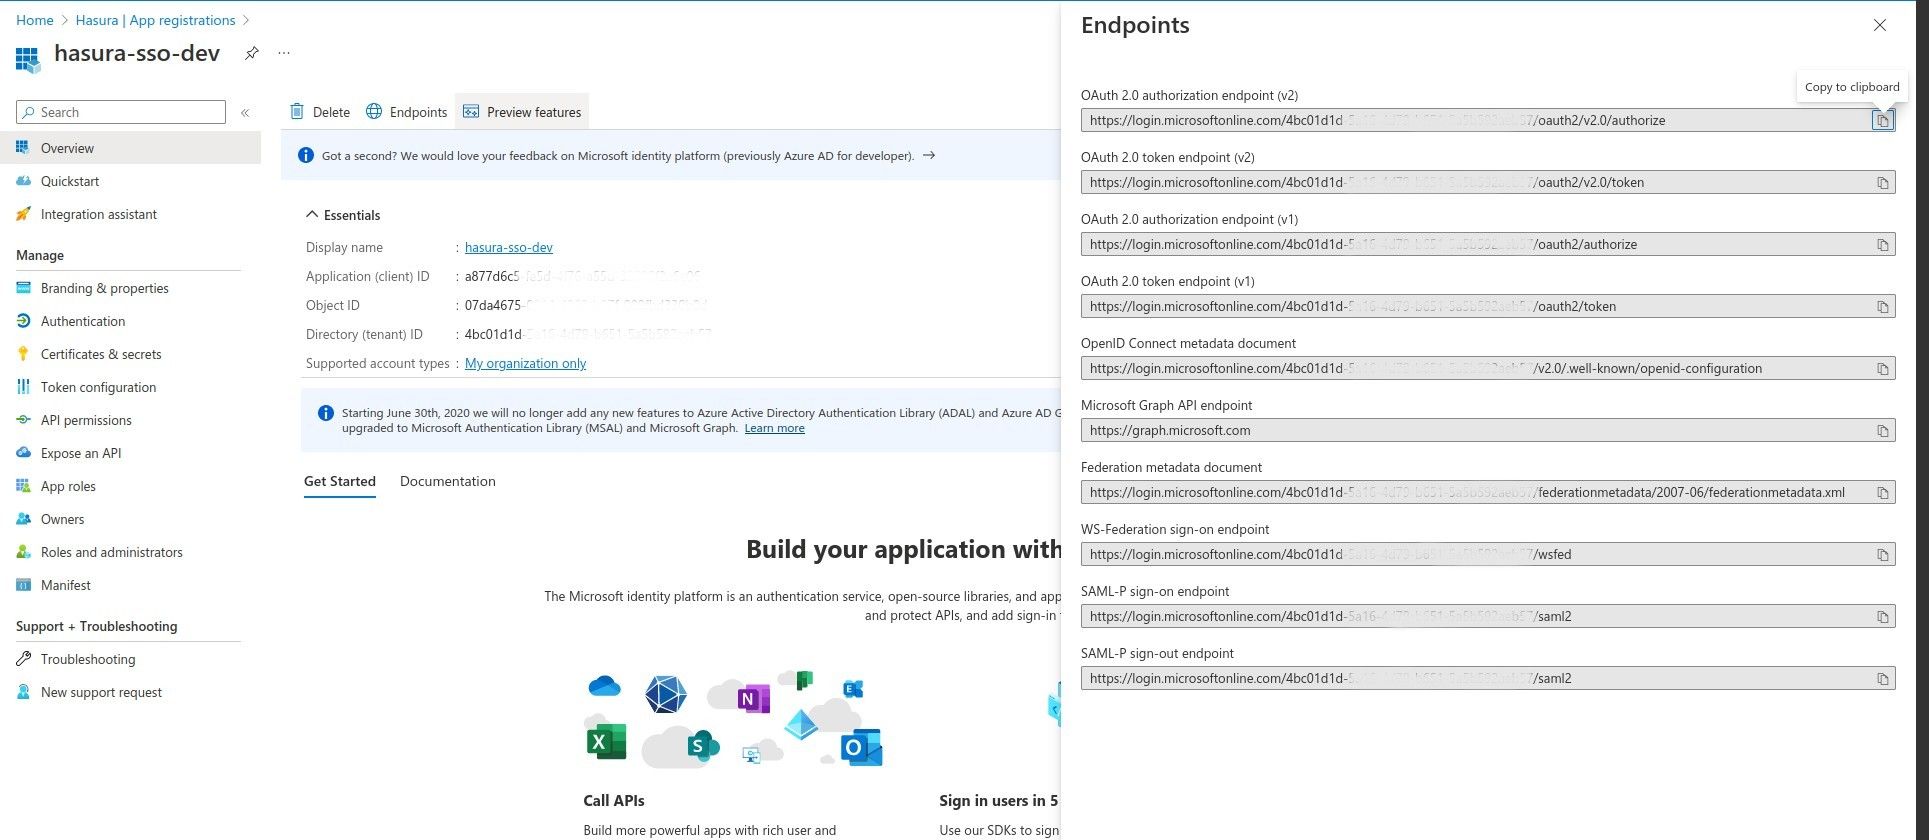 Home > Hasura | App registrations >
hasura-sso-dev
Search
Overview
Quickstart
Integration assistant
Manage
Branding & properties
Authentication
Certificates & secrets
Token configuration
API permissions
Expose an API
App roles
Owners
Roles and administrators
Manifest
Support + Troubleshooting
Troubleshooting
New support request
Delete
Endpoints
Preview features
Got a second? We would love your feedback on Microsoft identity platform (previously Azure AD for developer). →
Essentials
Display name : hasura-sso-dev
Application (client) ID : a877d6c5
Object ID : 07da4675
Directory (tenant) ID : 4bc01d1d-
Supported account types : My organization only
Starting June 30th, 2020 we will no longer add any new features to Azure Active Directory Authentication Library (ADAL) and Azure AD G
upgraded to Microsoft Authentication Library (MSAL) and Microsoft Graph. Learn more
Get Started
Documentation
Build your application with
The Microsoft identity platform is an authentication service, open-source libraries, and app
and protect APIs, and add sign-in
N
E
X
S
O
Call APIs
Build more powerful apps with rich user and
Sign in users in 5
Use our SDKs to sign
Endpoints
Copy to clipboard
OAuth 2.0 authorization endpoint (v2)
https://login.microsoftonline.com/4bc01d1d- /oauth2/v2.0/authorize
OAuth 2.0 token endpoint (v2)
https://login.microsoftonline.com/4bc01d1d- /oauth2/v2.0/token
OAuth 2.0 authorization endpoint (v1)
https://login.microsoftonline.com/4bc01d1d- /oauth2/authorize
OAuth 2.0 token endpoint (v1)
https://login.microsoftonline.com/4bc01d1d- /oauth2/token
OpenID Connect metadata document
https://login.microsoftonline.com/4bc01d1d- /v2.0/.well-known/openid-configuration
Microsoft Graph API endpoint
https://graph.microsoft.com
Federation metadata document
https://login.microsoftonline.com/4bc01d1d- /federationmetadata/2007-06/federationmetadata.xml
WS-Federation sign-on endpoint
https://login.microsoftonline.com/4bc01d1d- /wsfed
SAML-P sign-on endpoint
https://login.microsoftonline.com/4bc01d1d- /saml2
SAML-P sign-out endpoint
https://login.microsoftonline.com/4bc01d1d- /saml2